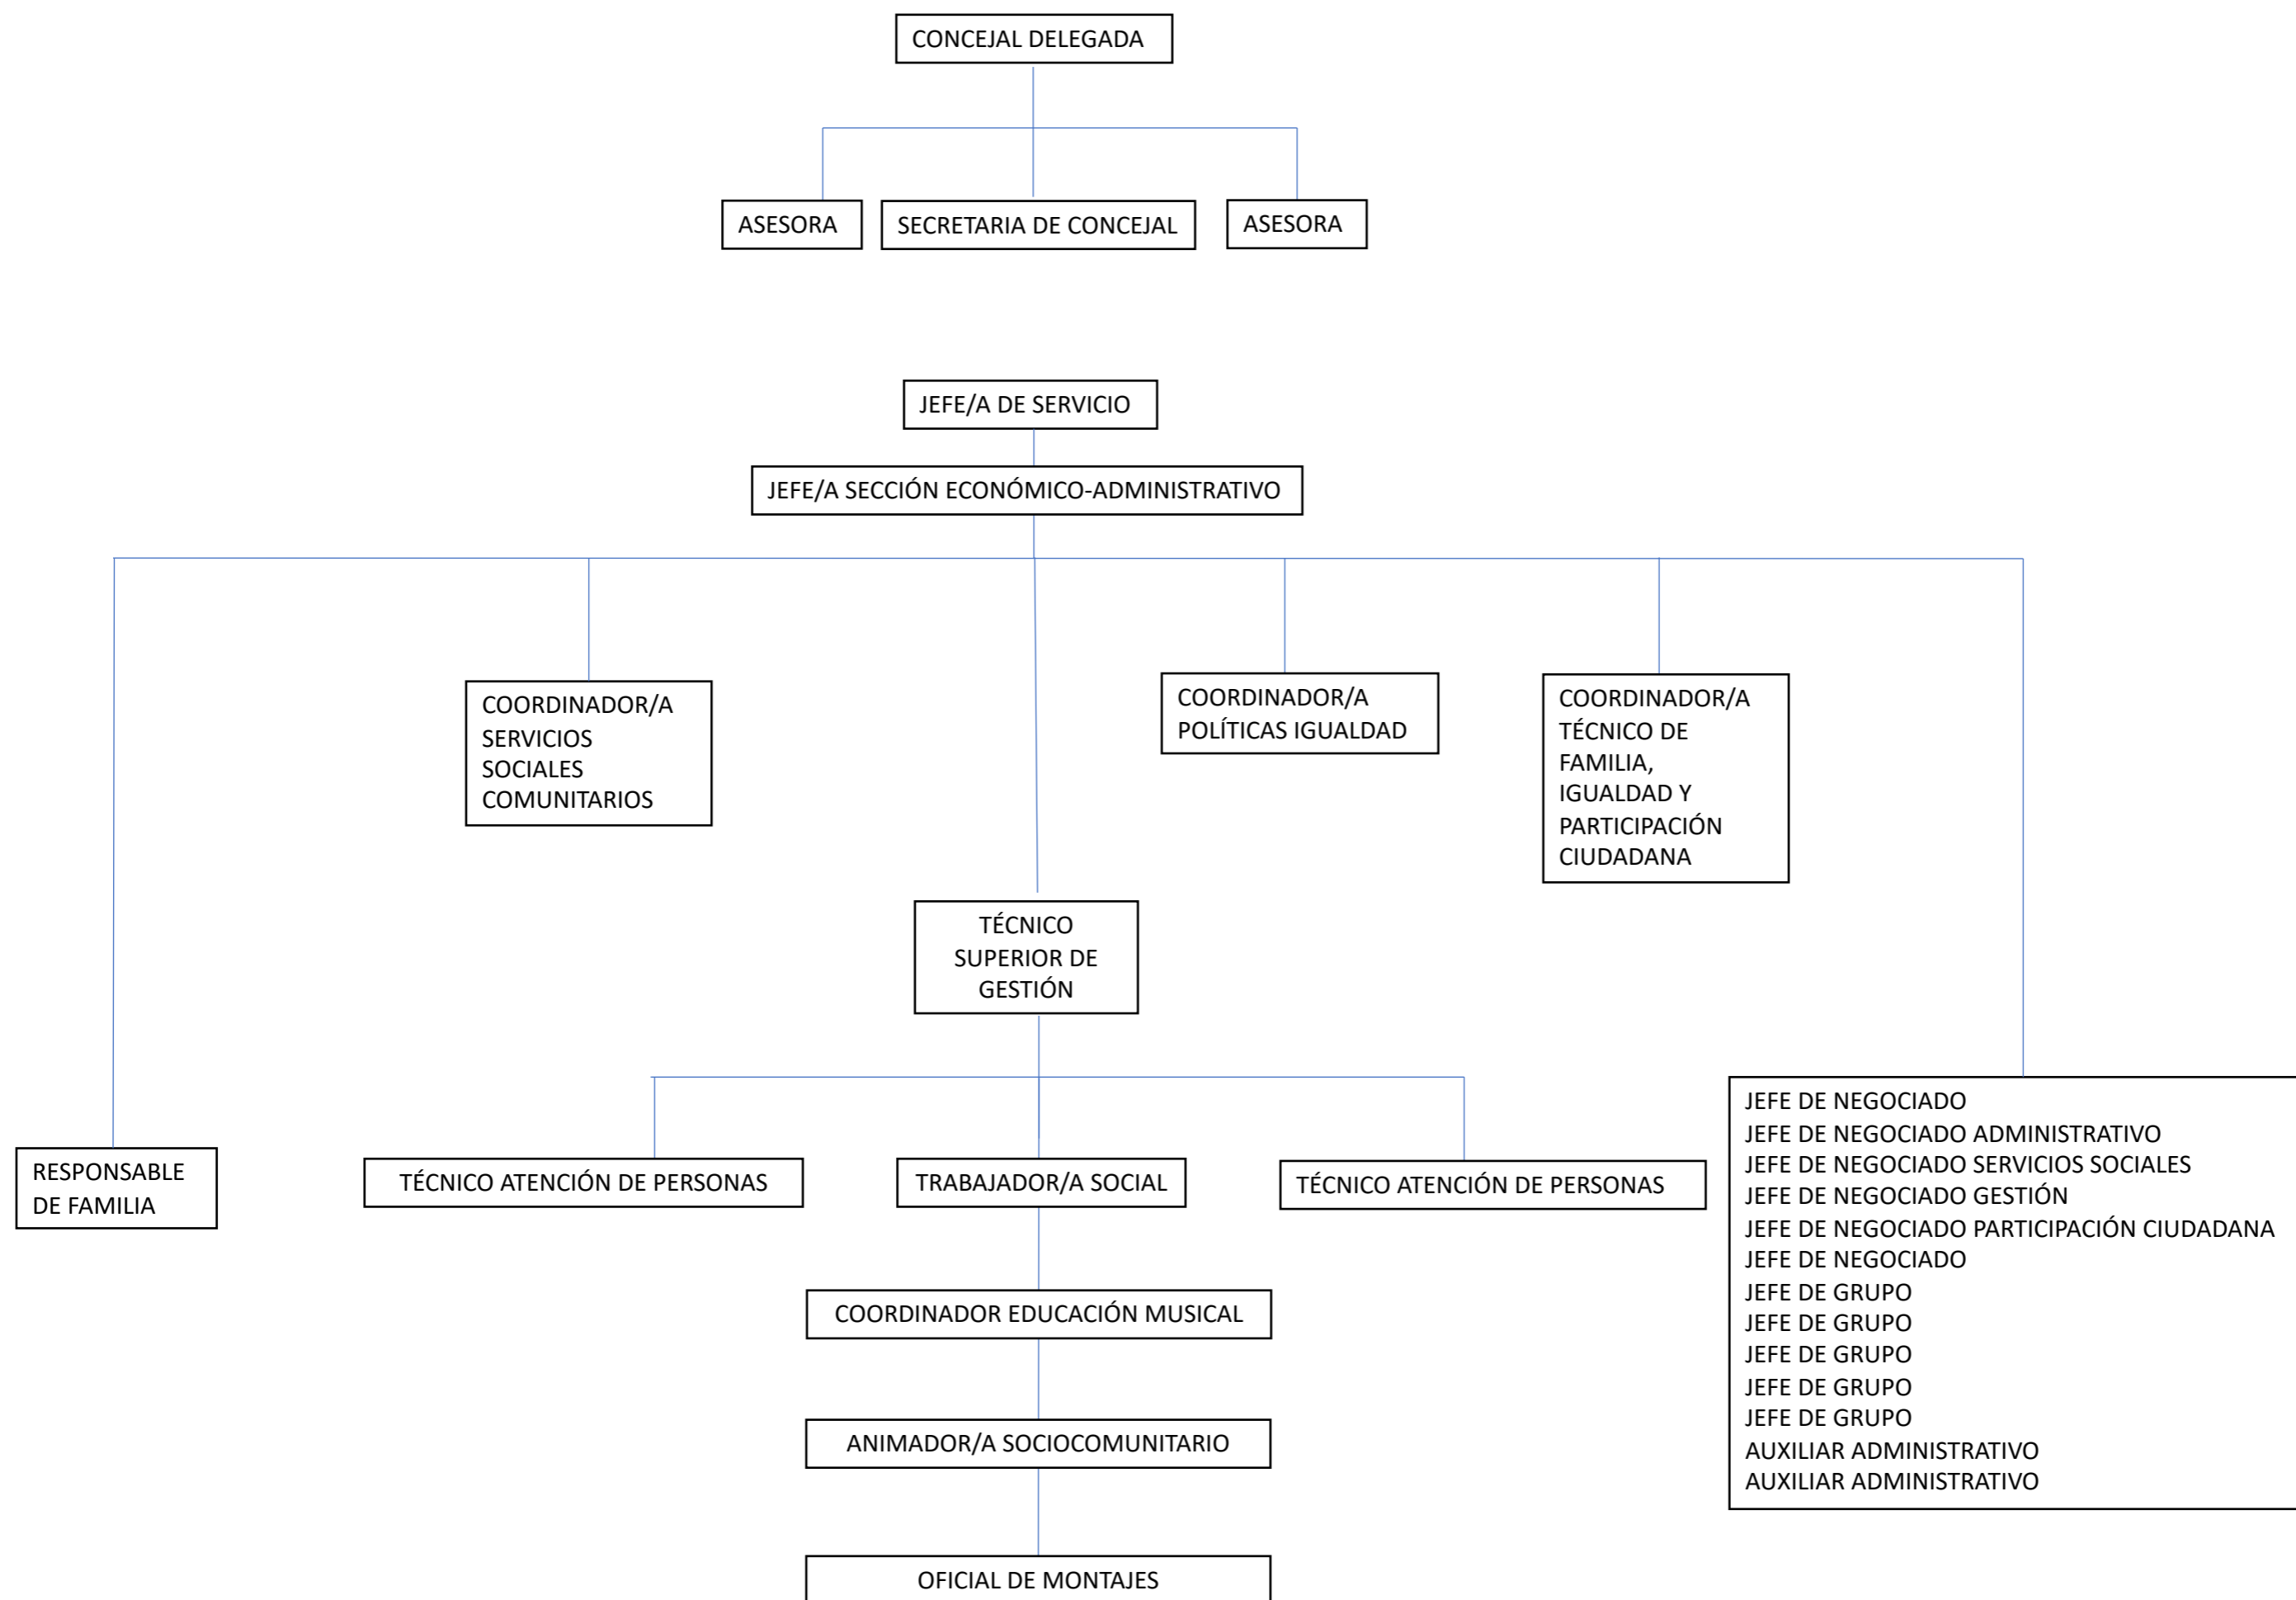 CONCEJAL DELEGADA
ASESORA
SECRETARIA DE CONCEJAL
ASESORA
JEFE/A DE SERVICIO
JEFE/A SECCIÓN ECONÓMICO-ADMINISTRATIVO
COORDINADOR/A
SERVICIOS
SOCIALES
COMUNITARIOS
COORDINADOR/A
POLÍTICAS IGUALDAD
COORDINADOR/A
TÉCNICO DE
FAMILIA,
IGUALDAD Y
PARTICIPACIÓN
CIUDADANA
TÉCNICO
SUPERIOR DE
GESTIÓN
RESPONSABLE
DE FAMILIA
TÉCNICO ATENCIÓN DE PERSONAS
TRABAJADOR/A SOCIAL
TÉCNICO ATENCIÓN DE PERSONAS
JEFE DE NEGOCIADO
JEFE DE NEGOCIADO ADMINISTRATIVO
JEFE DE NEGOCIADO SERVICIOS SOCIALES
JEFE DE NEGOCIADO GESTIÓN
JEFE DE NEGOCIADO PARTICIPACIÓN CIUDADANA
JEFE DE NEGOCIADO
JEFE DE GRUPO
JEFE DE GRUPO
JEFE DE GRUPO
JEFE DE GRUPO
JEFE DE GRUPO
AUXILIAR ADMINISTRATIVO
AUXILIAR ADMINISTRATIVO
COORDINADOR EDUCACIÓN MUSICAL
ANIMADOR/A SOCIOCOMUNITARIO
OFICIAL DE MONTAJES